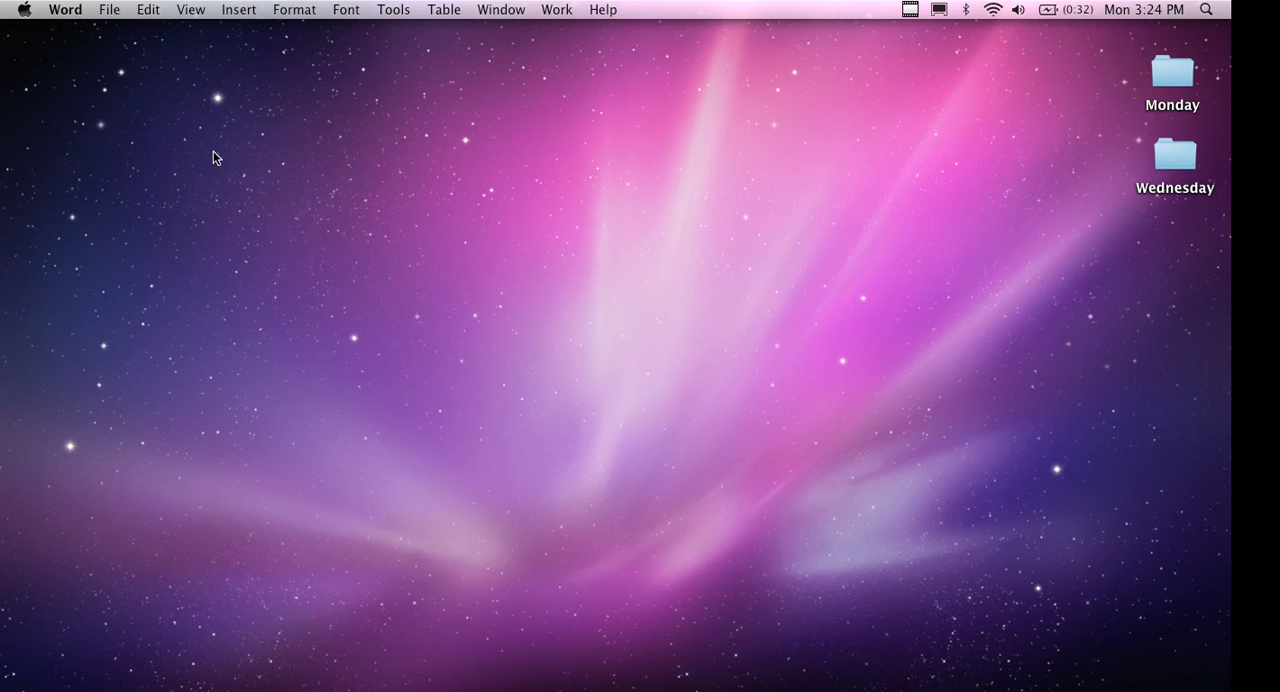 Word File Edit View Insert Format Font Tools Table Window Work Help (0:32) Mon 3:24 PM
Monday
Wednesday